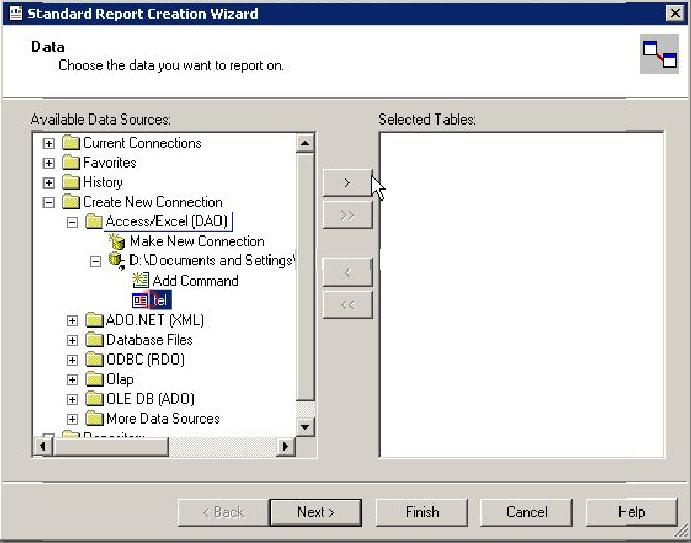 Standard Report Creation Wizard
Data
Choose the data you want to report on.
Available Data Sources:
Selected Tables:
Current Connections
Favorites
History
Create New Connection
Access/Excel (DAO)
Make New Connection
D:\Documents and Settings\
Add Command
tel
ADO.NET (XML)
Database Files
ODBC (RDO)
Olap
OLE DB (ADO)
More Data Sources
Repository
>
>>
<
<<
< Back
Next >
Finish
Cancel
Help